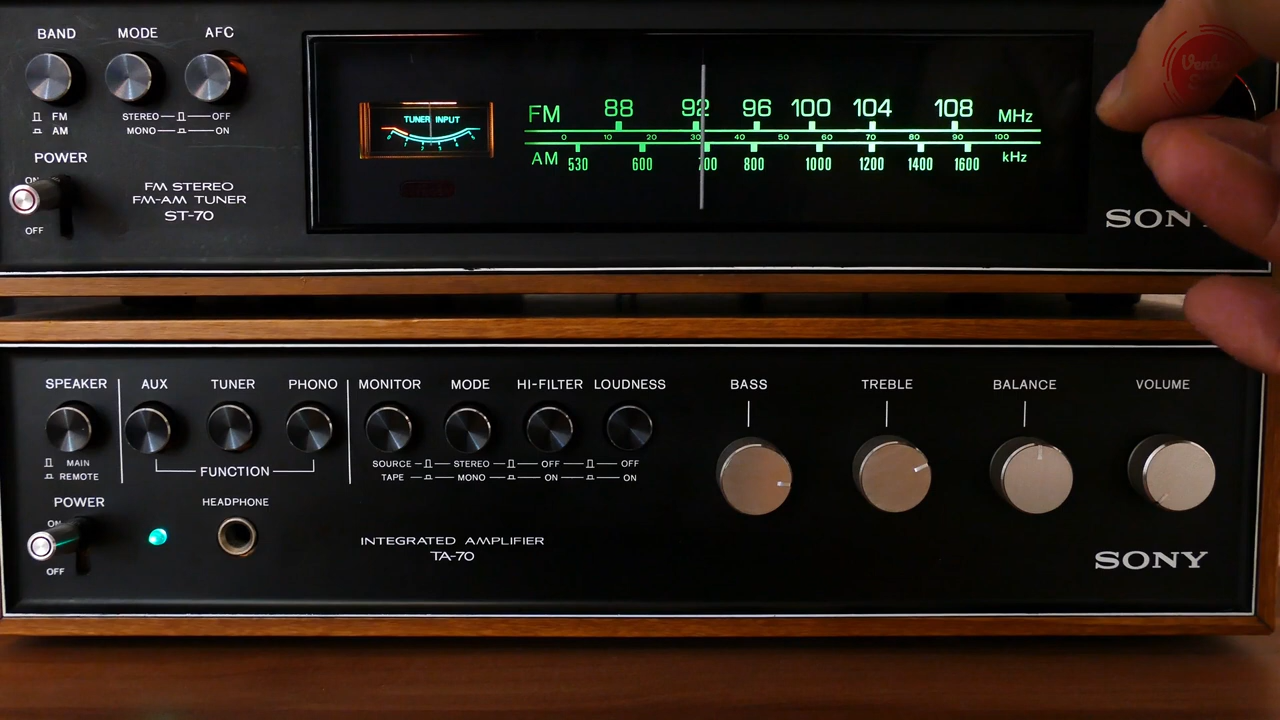 BAND MODE AFC
FM STEREO OFF
AM MONO ON
POWER
ON
OFF
FM STEREO
FM-AM TUNER
ST-70
TUNER INPUT
FM 88 92 96 100 104 108 MHz
0 10 20 30 40 50 60 70 80 90 100
AM 530 600 700 800 1000 1200 1400 1600 kHz
SON
SPEAKER AUX TUNER PHONO MONITOR MODE HI-FILTER LOUDNESS BASS TREBLE BALANCE VOLUME
MAIN
REMOTE
FUNCTION
SOURCE STEREO OFF OFF
TAPE MONO ON ON
POWER
ON
OFF
HEADPHONE
INTEGRATED AMPLIFIER
TA-70
SONY